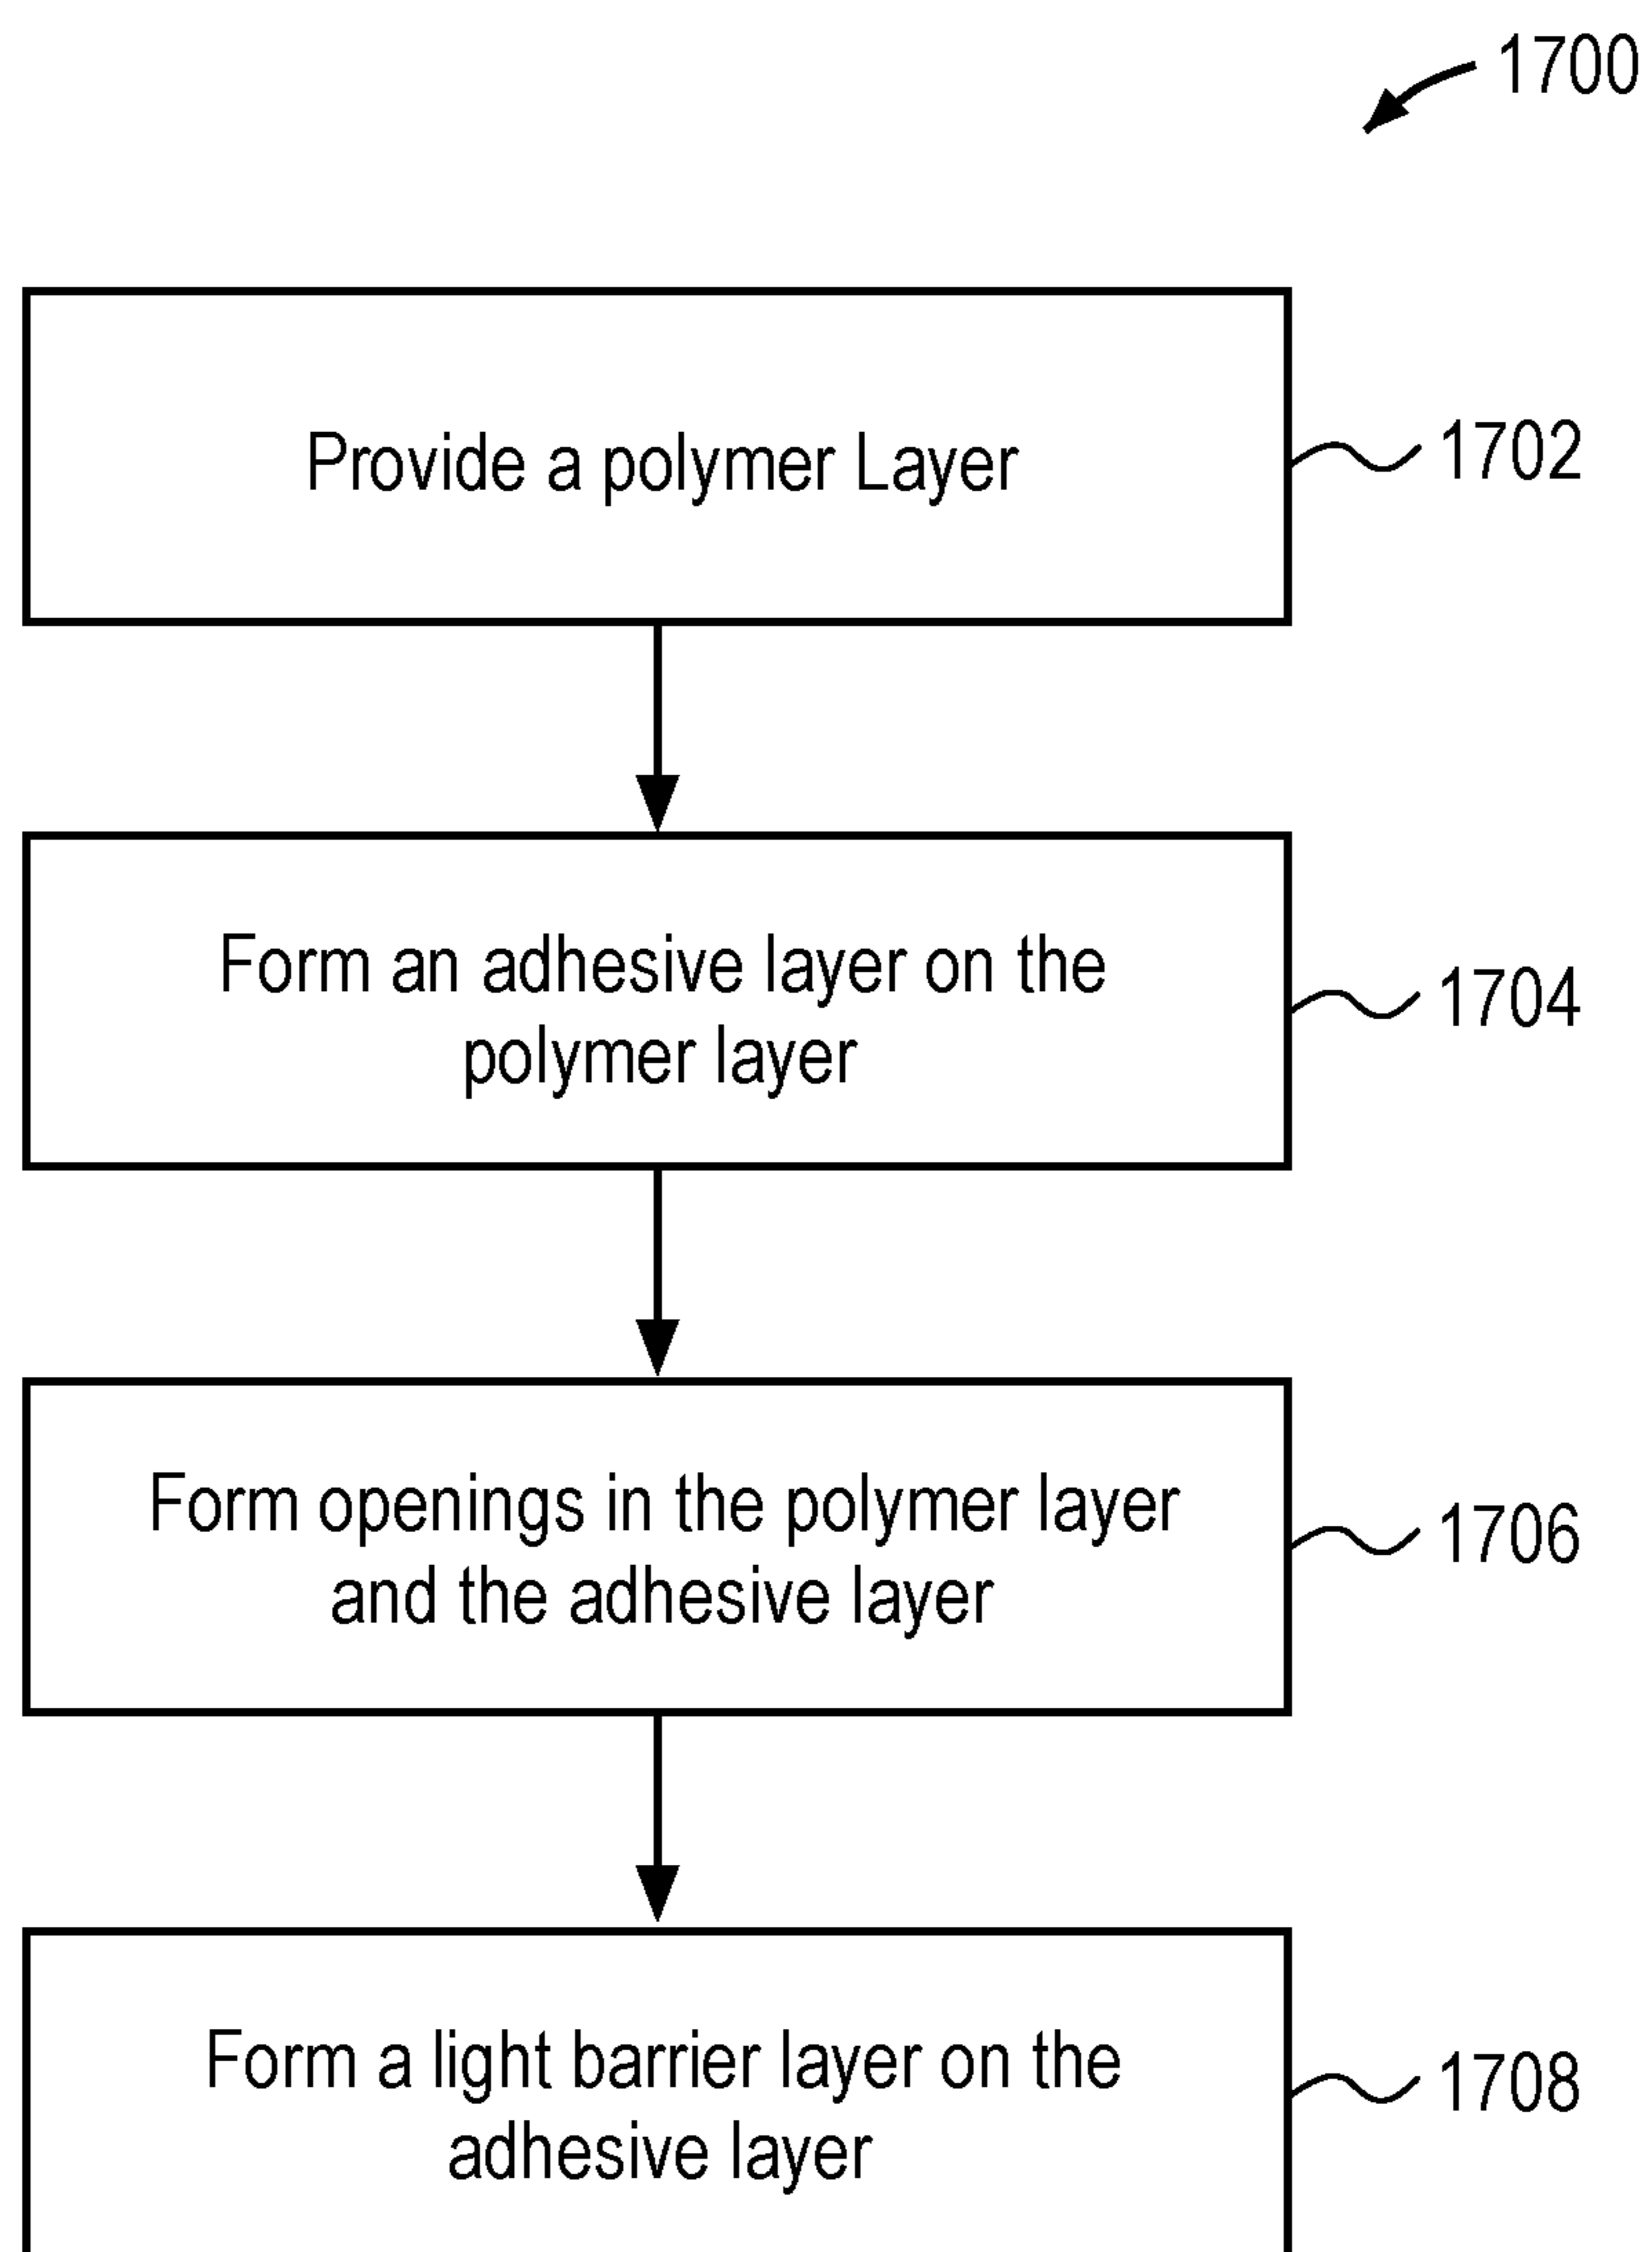 1700
Provide a polymer Layer
1702
Form an adhesive layer on the
polymer layer
1704
Form openings in the polymer layer
and the adhesive layer
1706
Form a light barrier layer on the
adhesive layer
1708